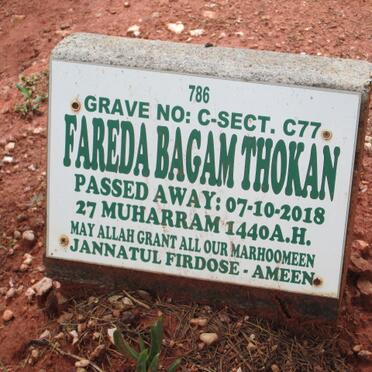 786
GRAVE NO: C-SECT. C77
FAREDA BAGAM THOKAN
PASSED AWAY: 07-10-2018
27 MUHARRAM 1440A.H.
MAY ALLAH GRANT ALL OUR MARHOOMEEN
JANNATUL FIRDOSE - AMEEN